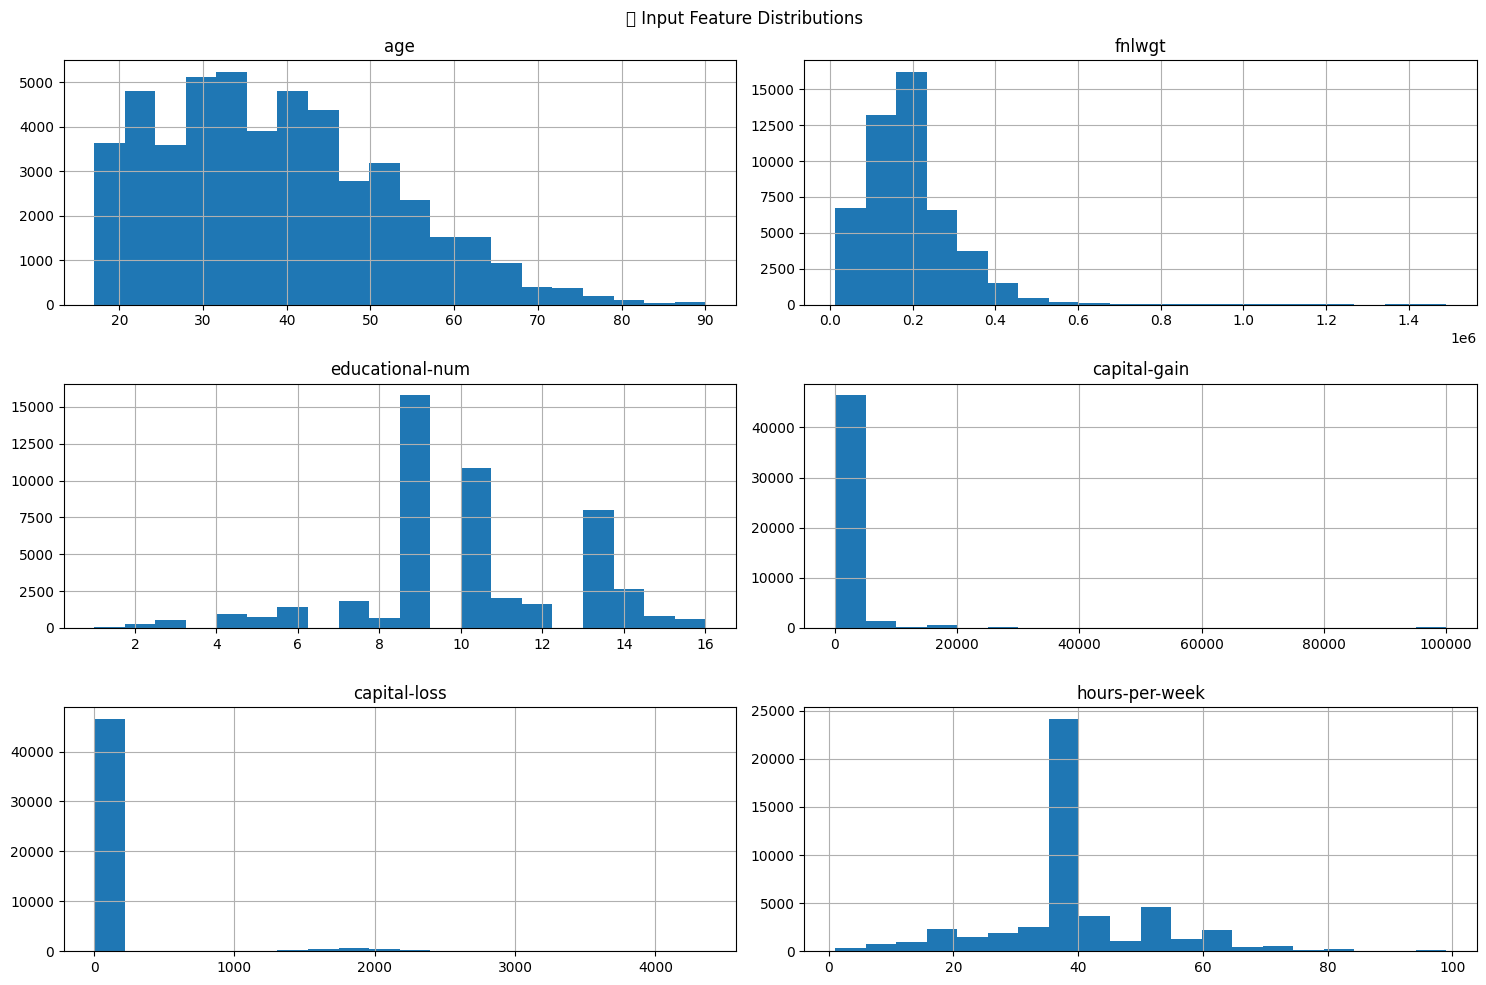 ▯ Input Feature Distributions
age
fnlwgt
5000
4000
3000
2000
1000
0
20 30 40 50 60 70 80 90
15000
12500
10000
7500
5000
2500
0
0.0 0.2 0.4 0.6 0.8 1.0 1.2 1.4
1e6
educational-num
capital-gain
15000
12500
10000
7500
5000
2500
0
2 4 6 8 10 12 14 16
40000
30000
20000
10000
0
0 20000 40000 60000 80000 100000
capital-loss
hours-per-week
40000
30000
20000
10000
0
0 1000 2000 3000 4000
25000
20000
15000
10000
5000
0
0 20 40 60 80 100